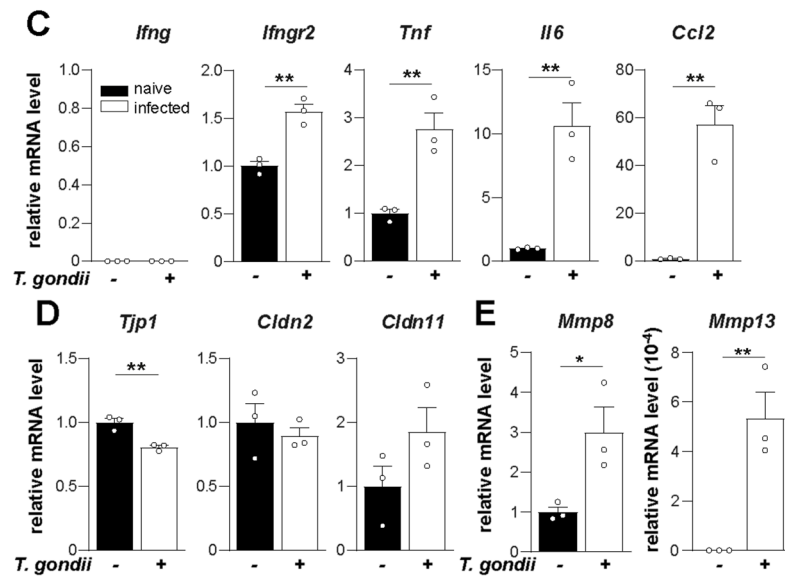 C Ifng Ifngr2 Tnf Il6 Ccl2
relative mRNA level
1.0 0.8 0.6 0.4 0.2 0
naive
infected
2.0 1.5 1.0 0.5 0
**
4 3 2 1 0
**
15 10 5 0
**
80 60 40 20 0
**
T. gondii - + - + - + - + - +
D Tjp1 Cldn2 Cldn11 E Mmp8 Mmp13
relative mRNA level
1.5 1.0 0.5 0
**
1.5 1.0 0.5 0
3 2 1 0
relative mRNA level
5 4 3 2 1 0
*
relative mRNA level (10-4)
8 6 4 2 0
**
T. gondii - + - + - + T. gondii - + - +